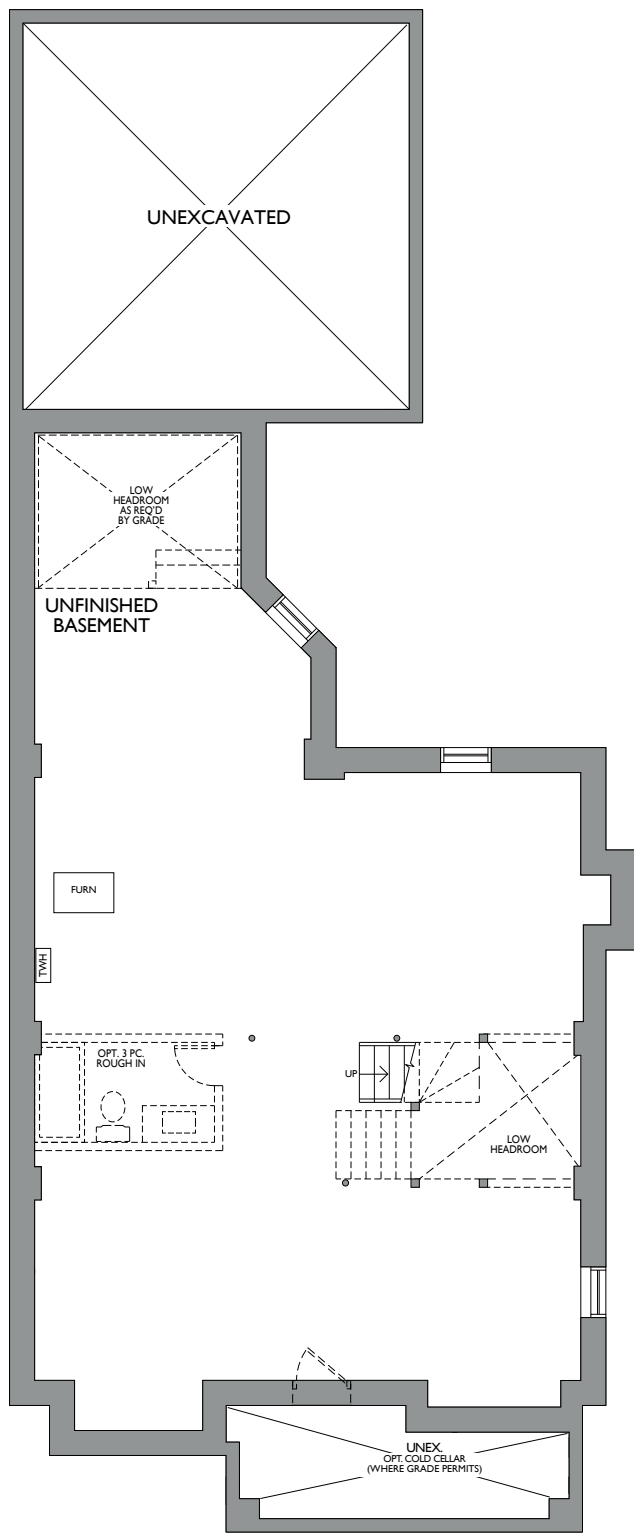 UNEXCAVATED
LOW
HEADROOM
AS REQ'D
BY GRADE
UNFINISHED
BASEMENT
FURN
TWH
OPT. 3 PC.
ROUGH IN
UP
LOW
HEADROOM
UNEX.
OPT. COLD CELLAR
(WHERE GRADE PERMITS)